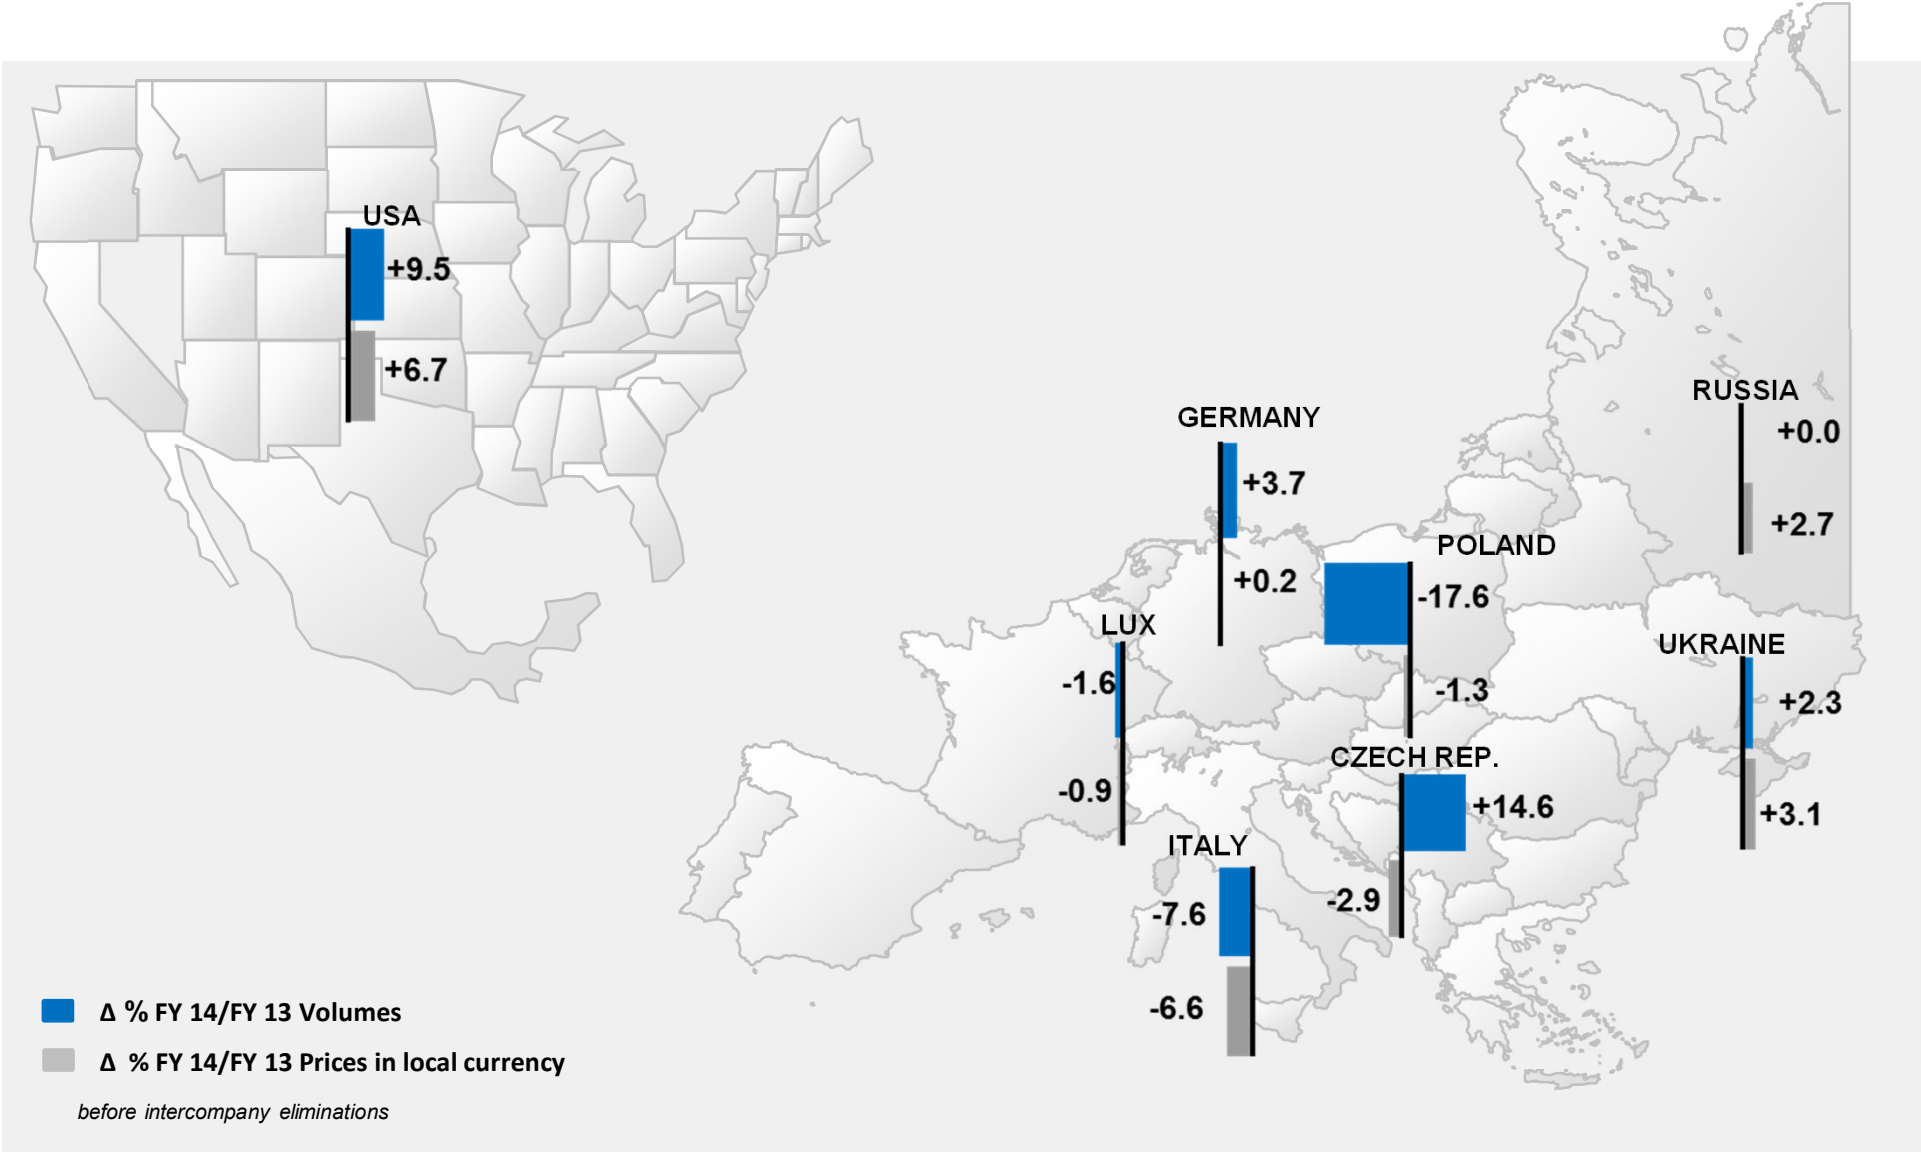 USA
+9.5
+6.7
RUSSIA
+0.0
+2.7
GERMANY
+3.7
+0.2
POLAND
-17.6
-1.3
LUX
-1.6
-0.9
UKRAINE
+2.3
+3.1
CZECH REP.
+14.6
-2.9
ITALY
-7.6
-6.6
Δ % FY 14/FY 13 Volumes
Δ % FY 14/FY 13 Prices in local currency
before intercompany eliminations